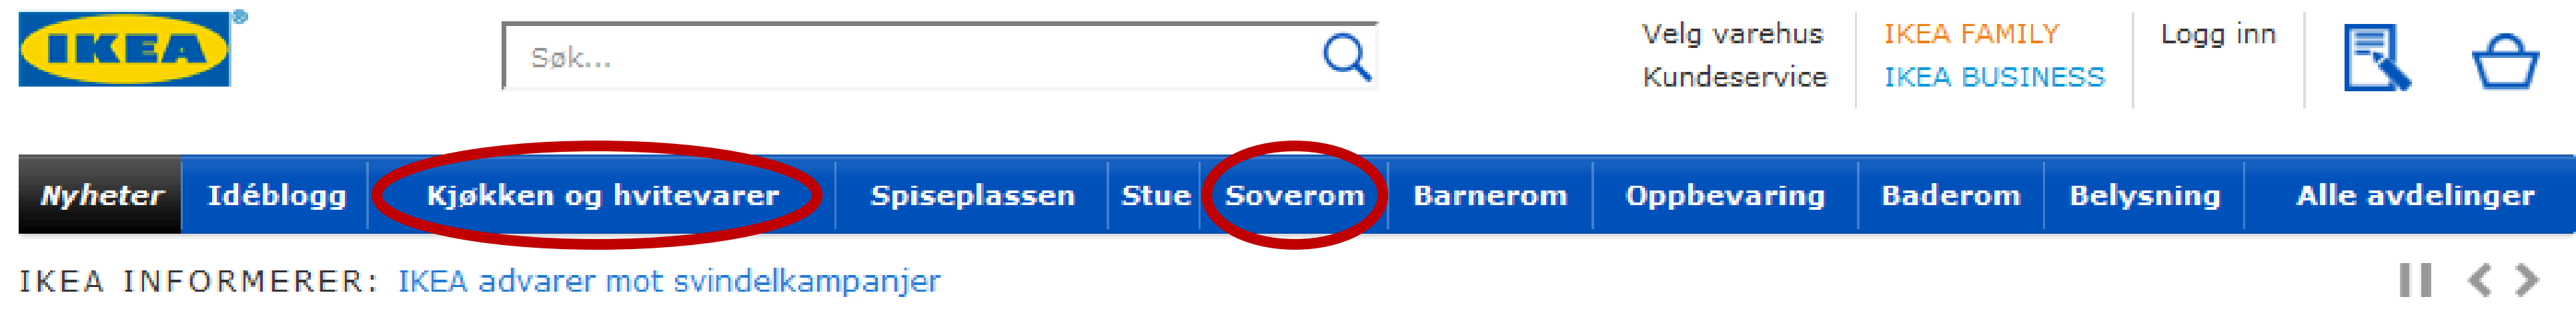 IKEA®
Søk...
Velg varehus
Kundeservice
IKEA FAMILY
IKEA BUSINESS
Logg inn
Nyheter Idéblogg Kjøkken og hvitevarer Spiseplassen Stue Soverom Barnerom Oppbevaring Baderom Belysning Alle avdelinger
IKEA INFORMERER: IKEA advarer mot svindelkampanjer